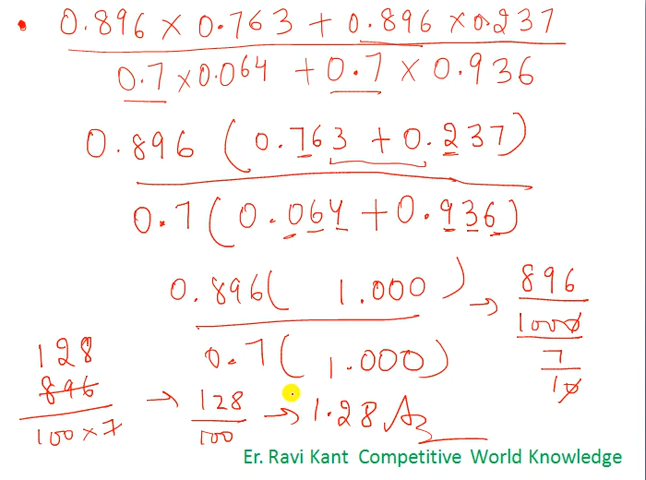 • 0.896 × 0.763 + 0.896 × 0.237
0.7 × 0.064 + 0.7 × 0.936
0.896 (0.763 + 0.237)
0.7 (0.064 + 0.936)
0.896( 1.000 )
0.7 ( 1.000 )
→ 896
1000
7
10
128
896
100 × 7
→ 128
100
→ 1.28 Ans
Er. Ravi Kant Competitive World Knowledge